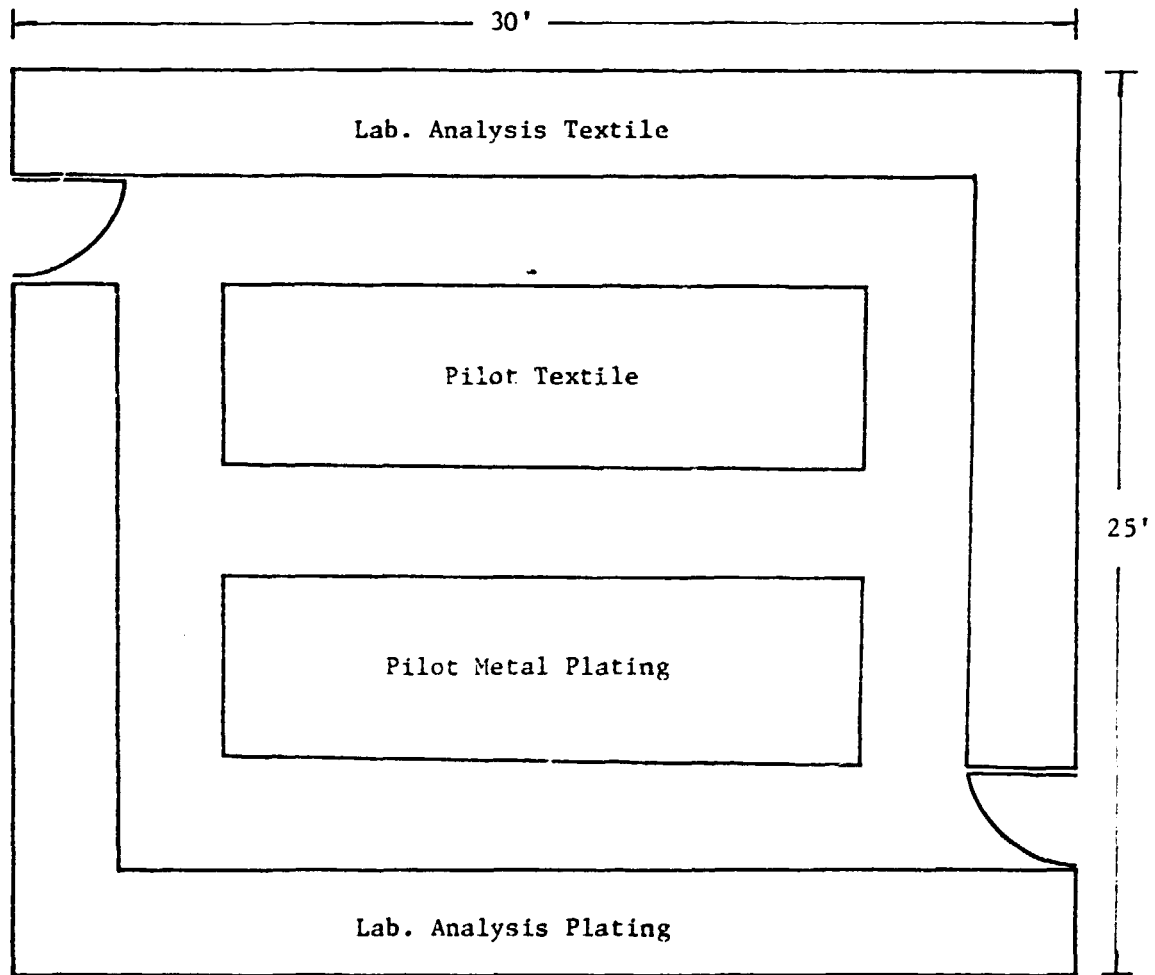 30'
Lab. Analysis Textile
Pilot Textile
25'
Pilot Metal Plating
Lab. Analysis Plating